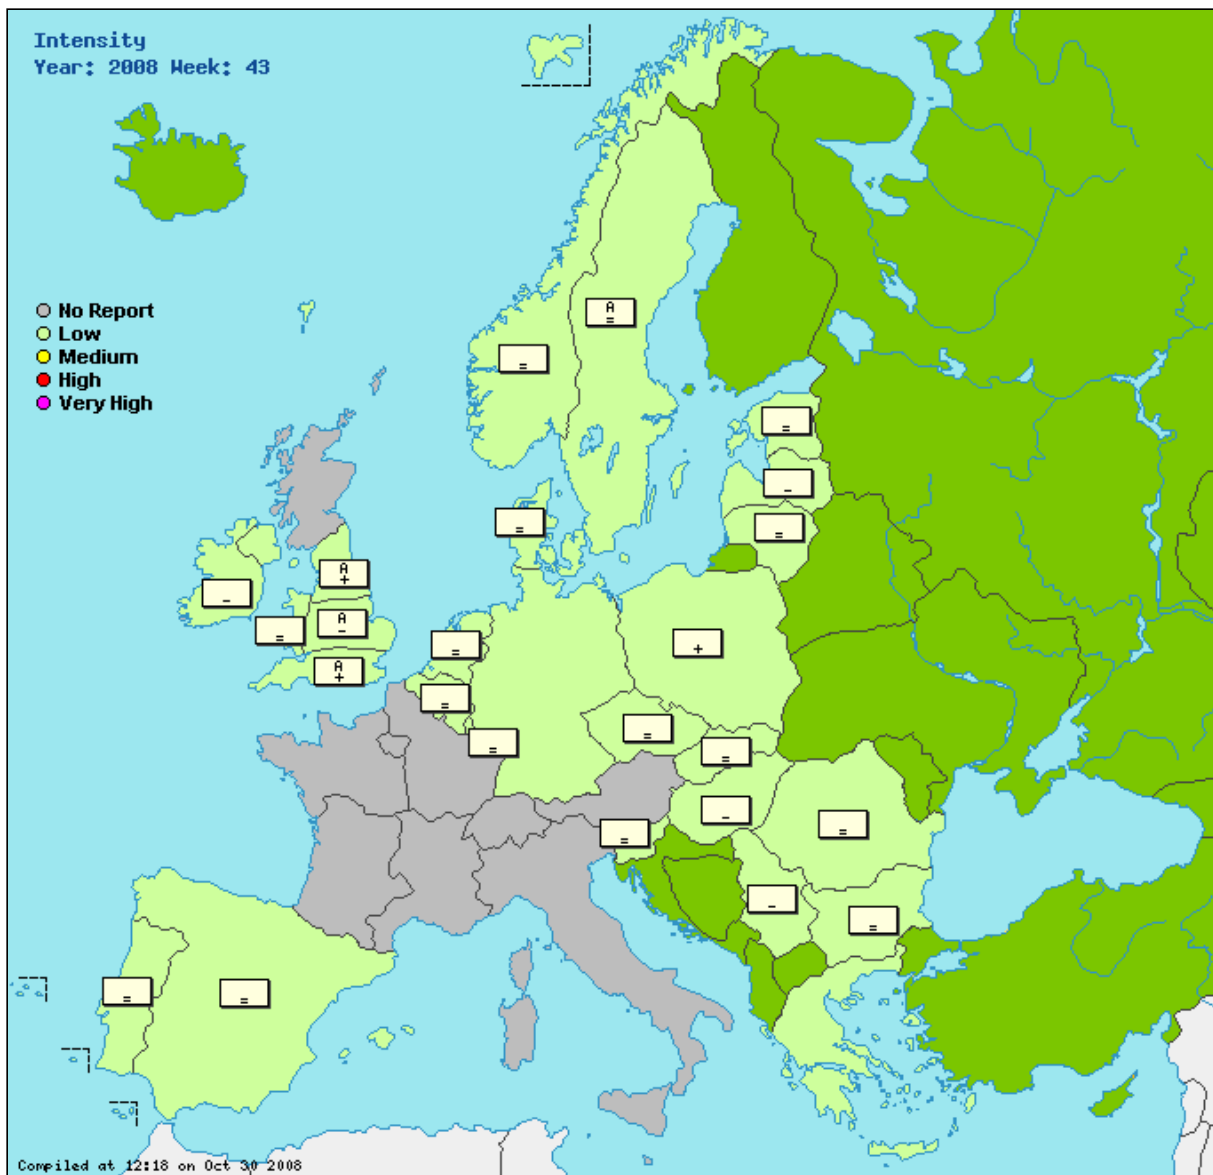 Intensity
Year: 2008 Week: 43
No Report
Low
Medium
High
Very High
A
=
=
=
-
=
=
A
+
-
A
-
=
=
+
A
+
=
=
=
=
-
=
=
-
=
=
=
Compiled at 12:18 on Oct 30 2008